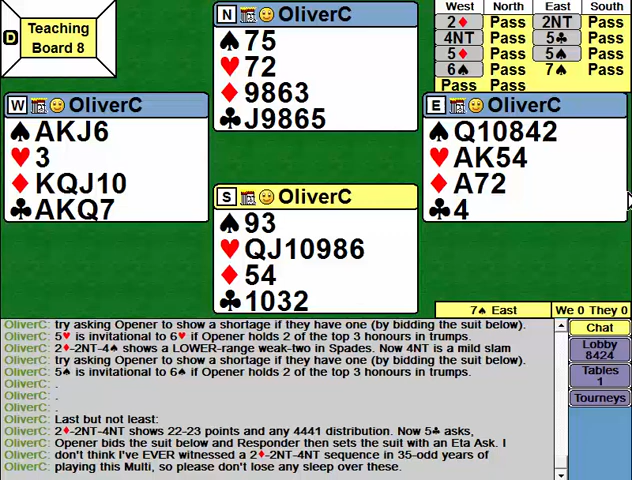 Teaching
Board 8
D
N OliverC
♠75
♥72
♦9863
♣J9865
West North East South
2♦ Pass 2NT Pass
4NT Pass 5♣ Pass
5♦ Pass 5♠ Pass
6♠ Pass 7♠ Pass
Pass Pass
W OliverC
♠AKJ6
♥3
♦KQJ10
♣AKQ7
E OliverC
♠Q10842
♥AK54
♦A72
♣4
S OliverC
♠93
♥QJ10986
♦54
♣1032
7♠ East We 0 They 0
OliverC: try asking Opener to show a shortage if they have one (by bidding the suit below).
OliverC: 5♥ is invitational to 6♥ if Opener holds 2 of the top 3 honours in trumps.
OliverC: 2♦-2NT-4♠ shows a LOWER-range weak-two in Spades. Now 4NT is a mild slam
OliverC: try asking Opener to show a shortage if they have one (by bidding the suit below).
OliverC: 5♠ is invitational to 6♠ if Opener holds 2 of the top 3 honours in trumps.
OliverC: .
OliverC: .
OliverC: .
OliverC: Last but not least:
OliverC: 2♦-2NT-4NT shows 22-23 points and any 4441 distribution. Now 5♣ asks,
OliverC: Opener bids the suit below and Responder then sets the suit with an Eta Ask. I
OliverC: don't think I've EVER witnessed a 2♦-2NT-4NT sequence in 35-odd years of
OliverC: playing this Multi, so please don't lose any sleep over these.
Chat
Lobby
8424
Tables
1
Tourneys